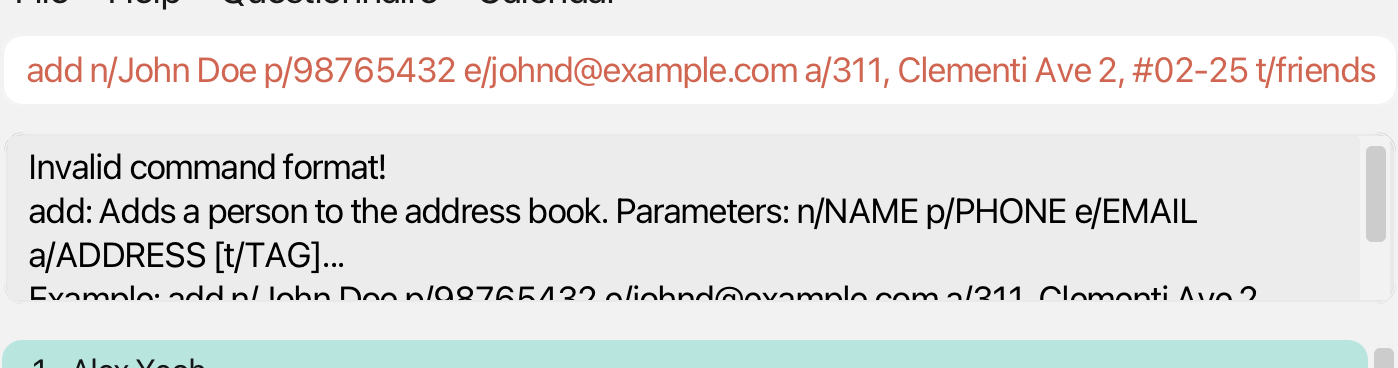 File Help Questionnaire Calendar
add n/John Doe p/98765432 e/johnd@example.com a/311, Clementi Ave 2, #02-25 t/friends
Invalid command format!
add: Adds a person to the address book. Parameters: n/NAME p/PHONE e/EMAIL
a/ADDRESS [t/TAG]...
Example: add n/John Doe p/98765432 e/johnd@example.com a/311, Clementi Ave 2,
1. Alex Yeoh